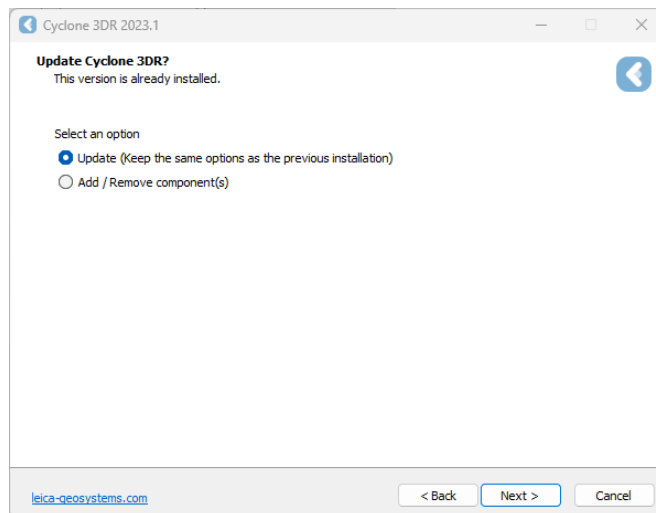 Cyclone 3DR 2023.1
Update Cyclone 3DR?
This version is already installed.
Select an option
Update (Keep the same options as the previous installation)
Add / Remove component(s)
leica-geosystems.com
< Back
Next >
Cancel